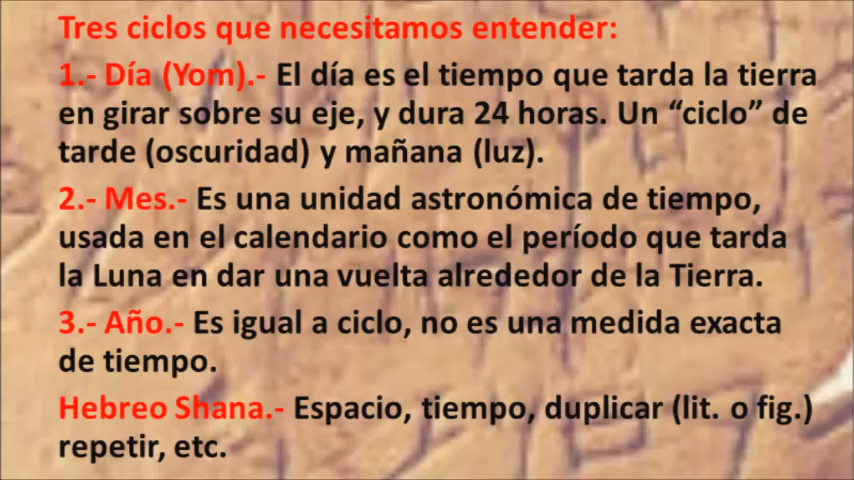 Tres ciclos que necesitamos entender:
1.- Día (Yom).- El día es el tiempo que tarda la tierra
en girar sobre su eje, y dura 24 horas. Un “ciclo” de
tarde (oscuridad) y mañana (luz).
2.- Mes.- Es una unidad astronómica de tiempo,
usada en el calendario como el período que tarda
la Luna en dar una vuelta alrededor de la Tierra.
3.- Año.- Es igual a ciclo, no es una medida exacta
de tiempo.
Hebreo Shana.- Espacio, tiempo, duplicar (lit. o fig.)
repetir, etc.